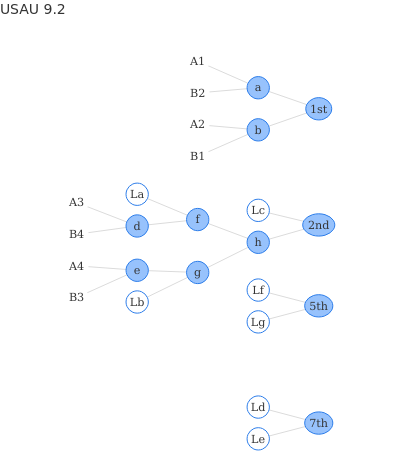 USAU 9.2
A1
a
B2
1st
A2
b
B1
La
A3
f
Lc
d
2nd
B4
h
A4
e
g
B3
Lb
Lf
5th
Lg
Ld
7th
Le